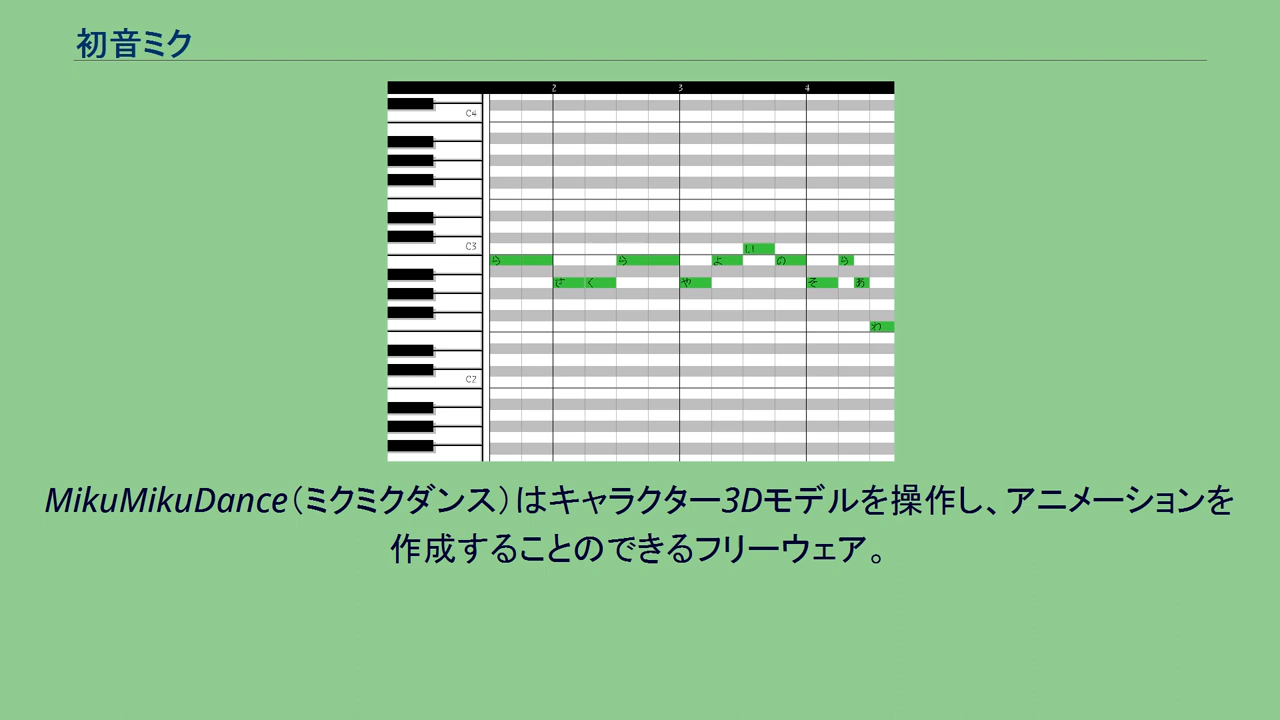 初音ミク
2 3 4
C4
C3
い
ら ら よ の ら
さ く や そ あ
わ
C2
MikuMikuDance(ミクミクダンス)はキャラクター3Dモデルを操作し、アニメーションを
作成することのできるフリーウェア。